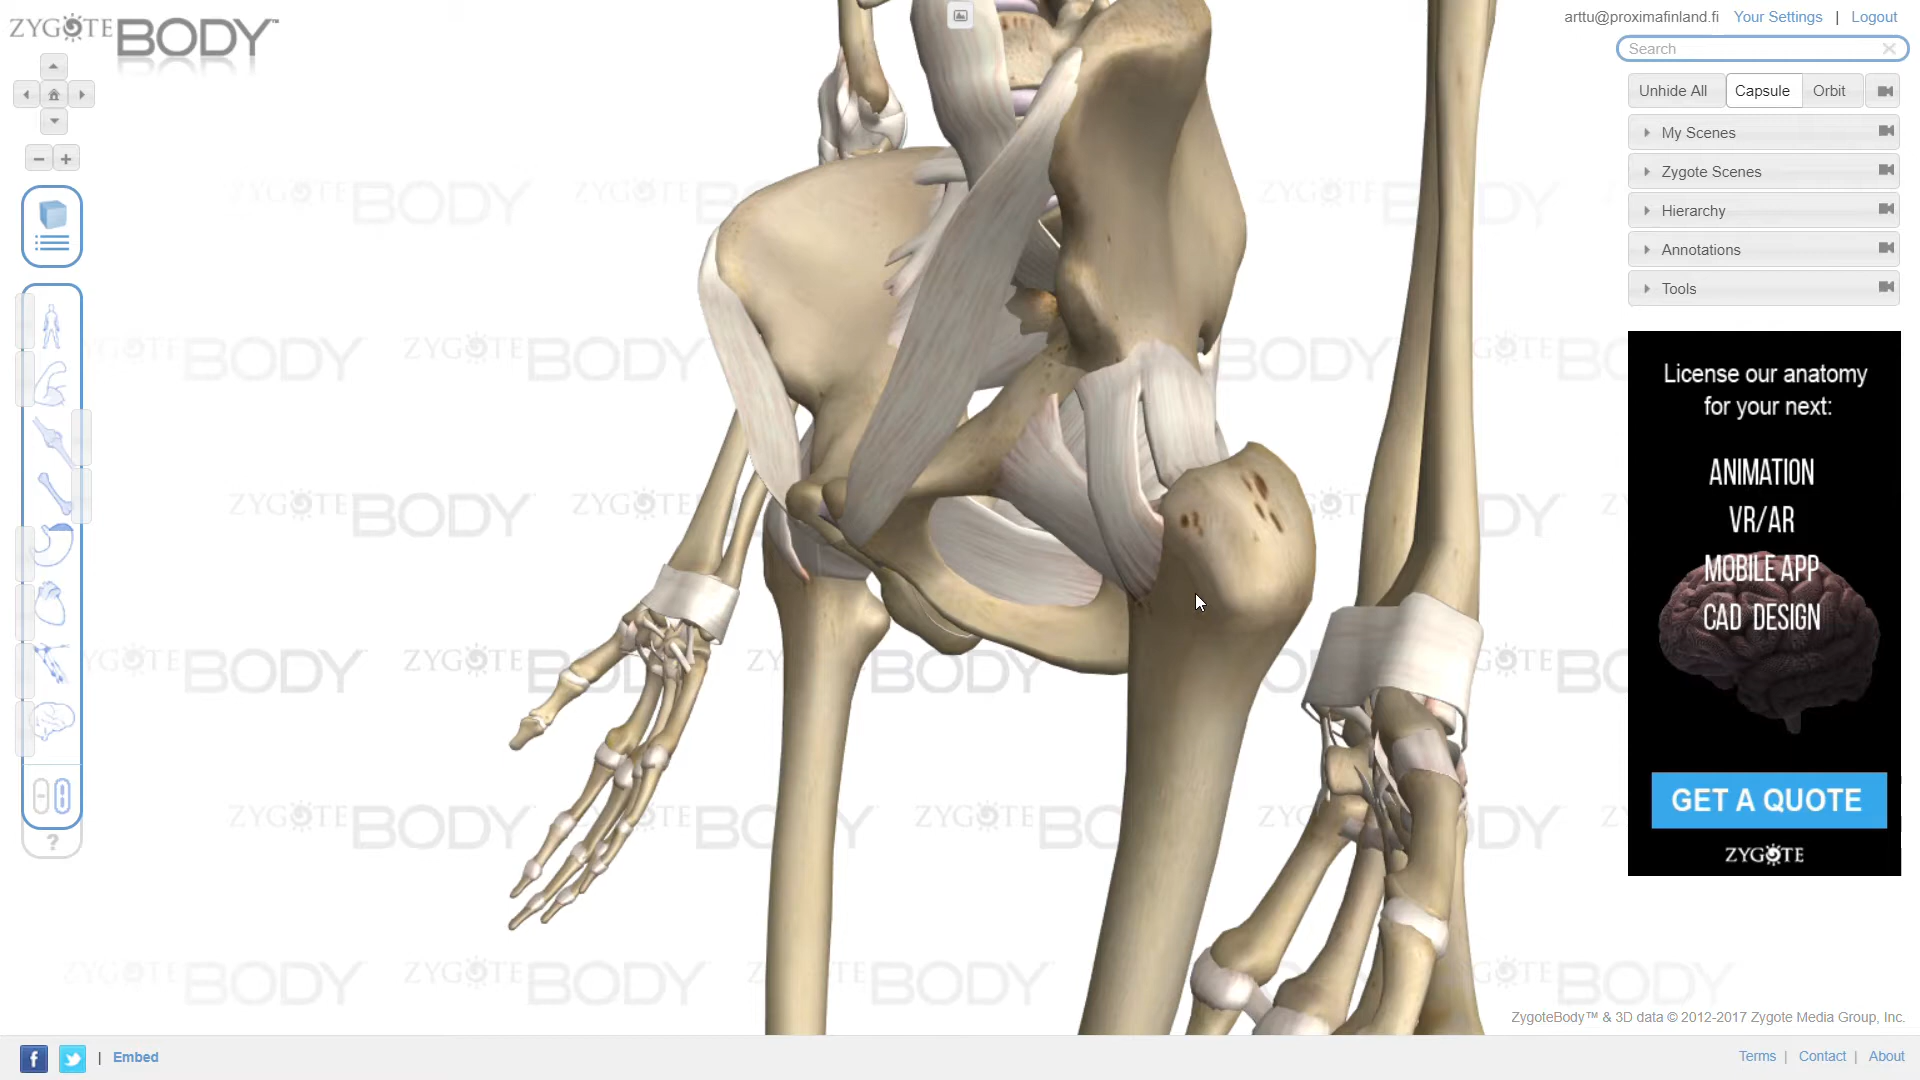 ZYGOTE BODY™
arttu@proximafinland.fi Your Settings | Logout
Search
Unhide All Capsule Orbit
My Scenes
Zygote Scenes
Hierarchy
Annotations
Tools
License our anatomy
for your next:
ANIMATION
VR/AR
MOBILE APP
CAD DESIGN
GET A QUOTE
ZYGOTE
?
ZYGOTE BODY
ZygoteBody™ & 3D data © 2012-2017 Zygote Media Group, Inc.
f | Embed
Terms | Contact | About